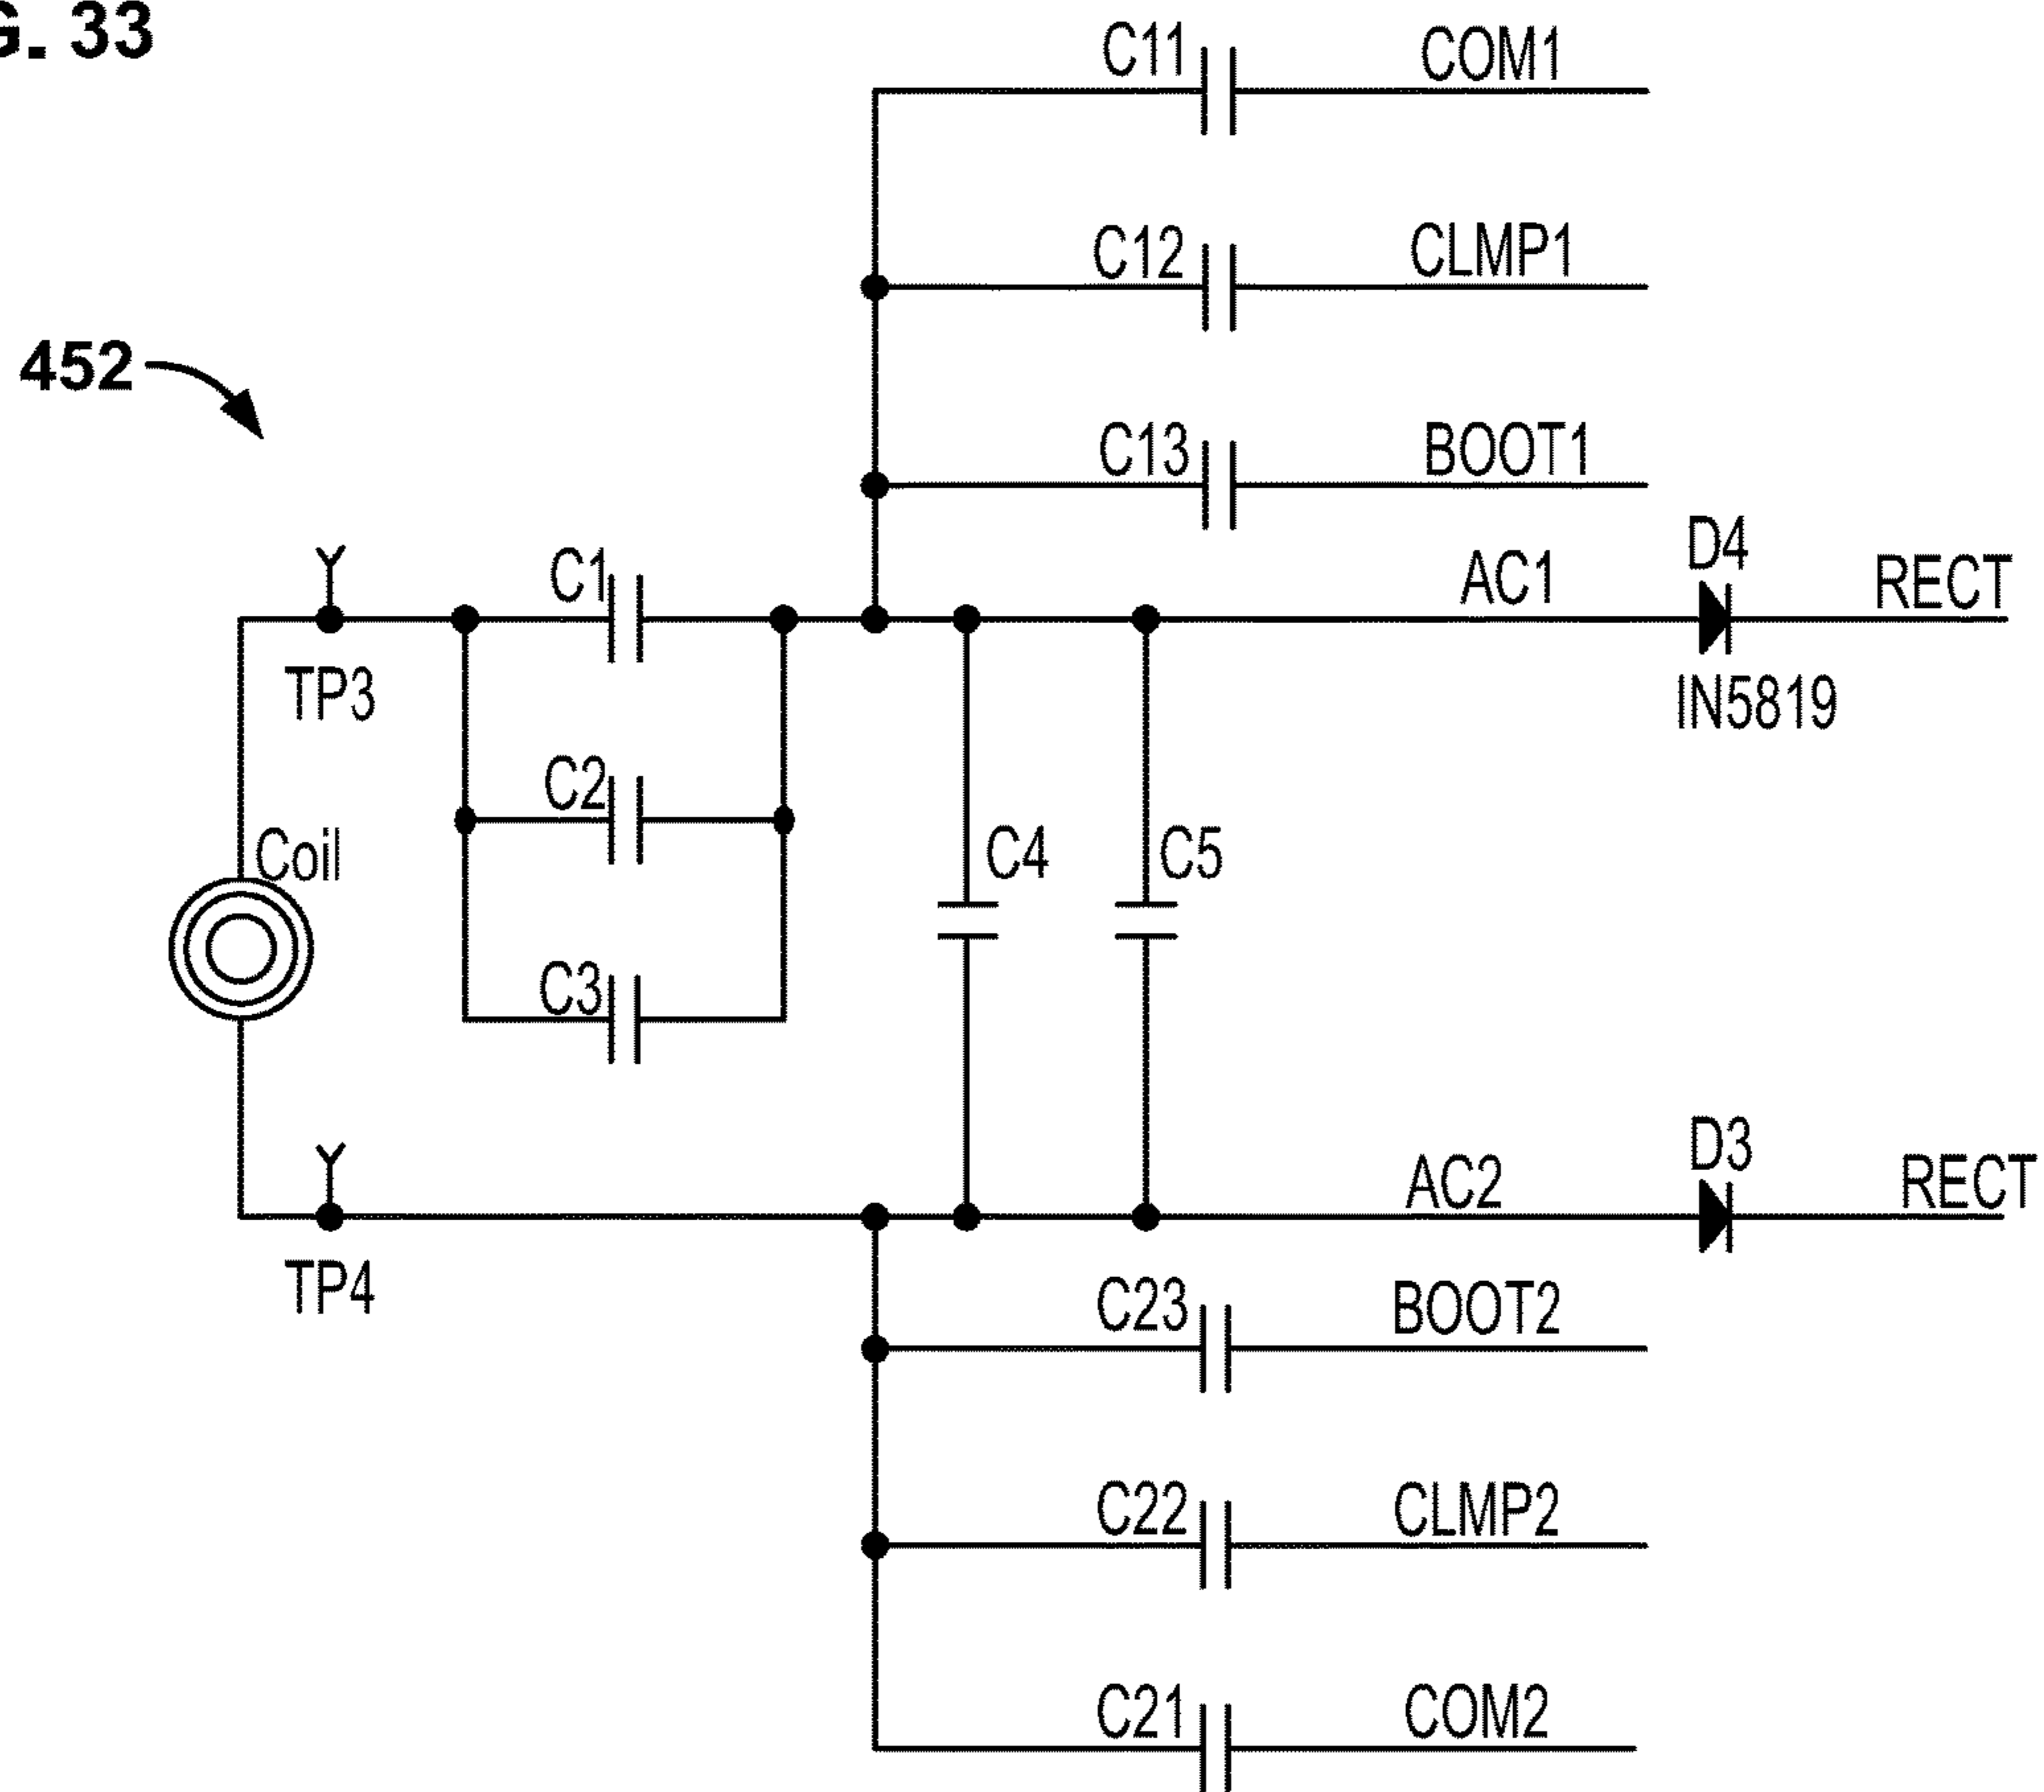 G. 33
C11 COM1
C12 CLMP1
452
C13 BOOT1
C1 AC1 D4 RECT
TP3 IN5819
C2
Coil C4 C5
C3
AC2 D3 RECT
TP4 C23 BOOT2
C22 CLMP2
C21 COM2